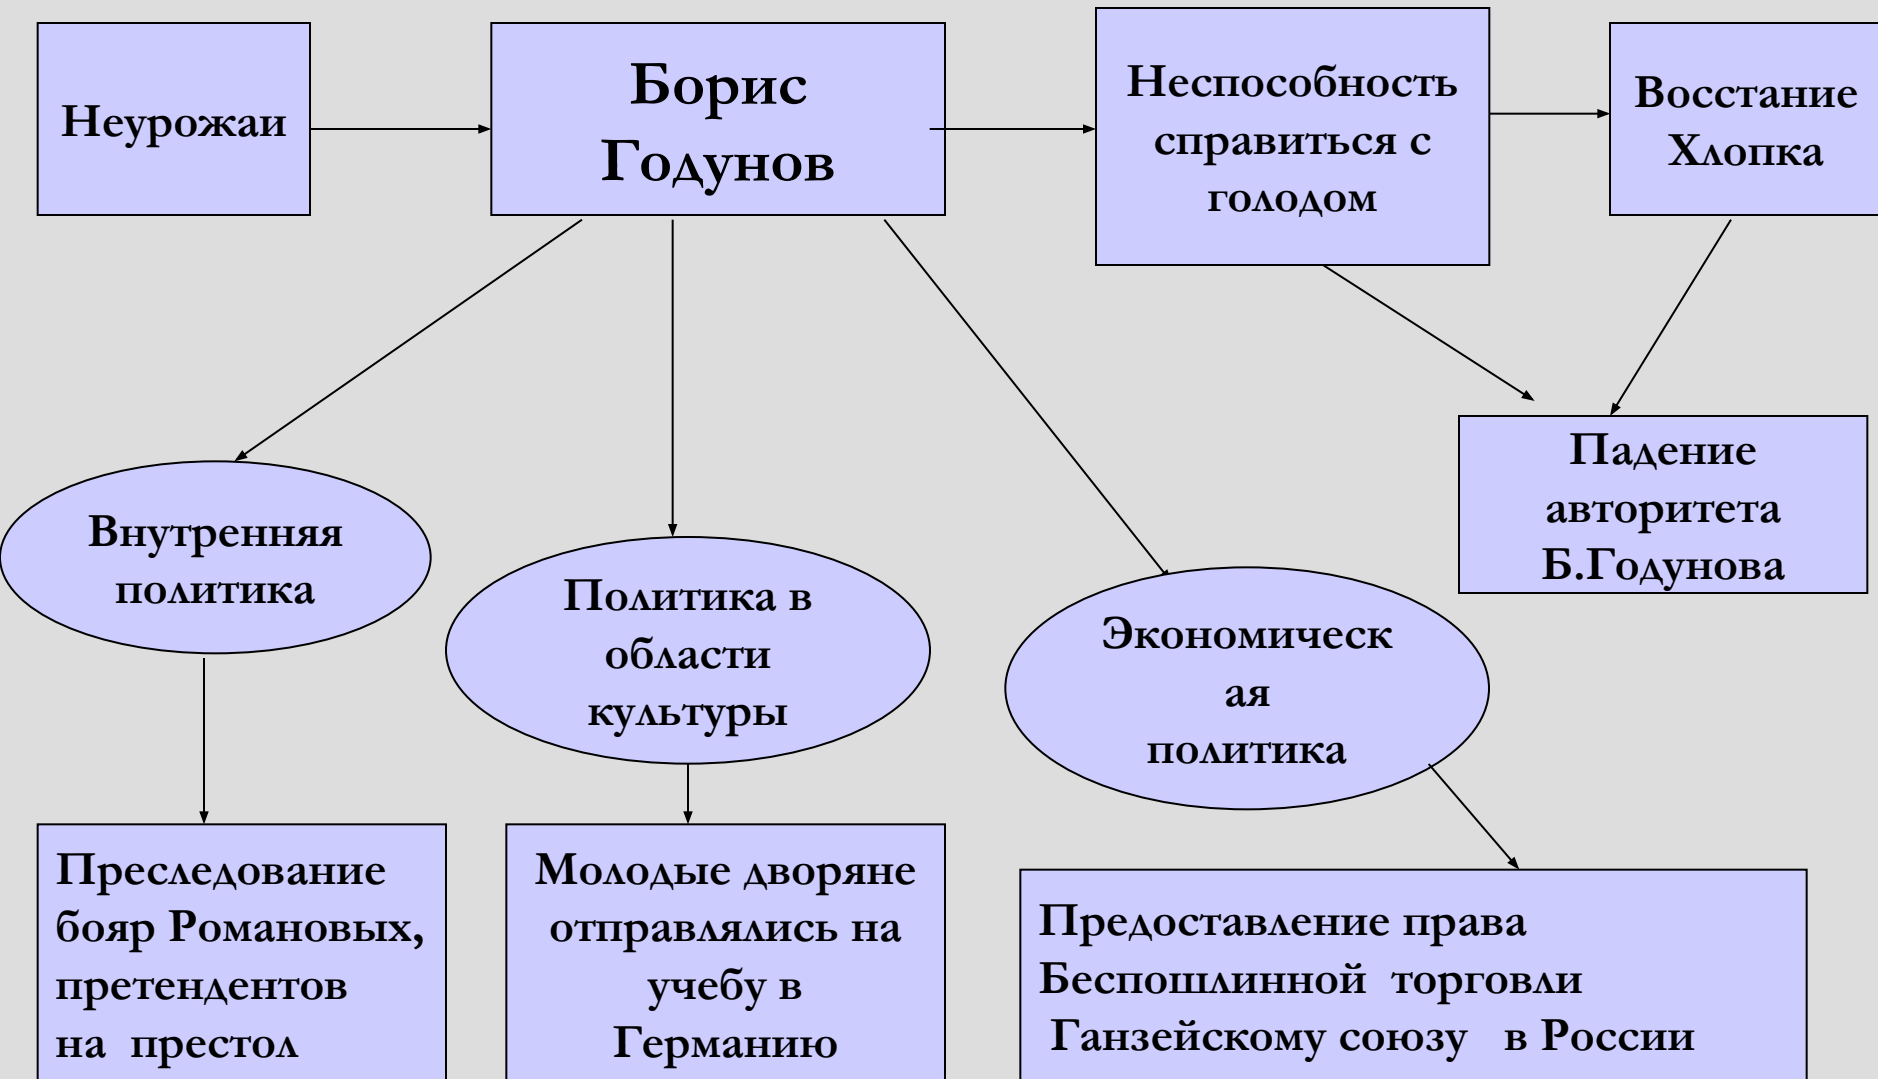 Неурожаи
Борис
Годунов
Неспособность
справиться с
голодом
Восстание
Хлопка
Падение
авторитета
Б.Годунова
Внутренняя
политика
Политика в
области
культуры
Экономическ
ая
политика
Преследование
бояр Романовых,
претендентов
на престол
Молодые дворяне
отправлялись на
учебу в
Германию
Предоставление права
Беспошлинной торговли
Ганзейскому союзу в России